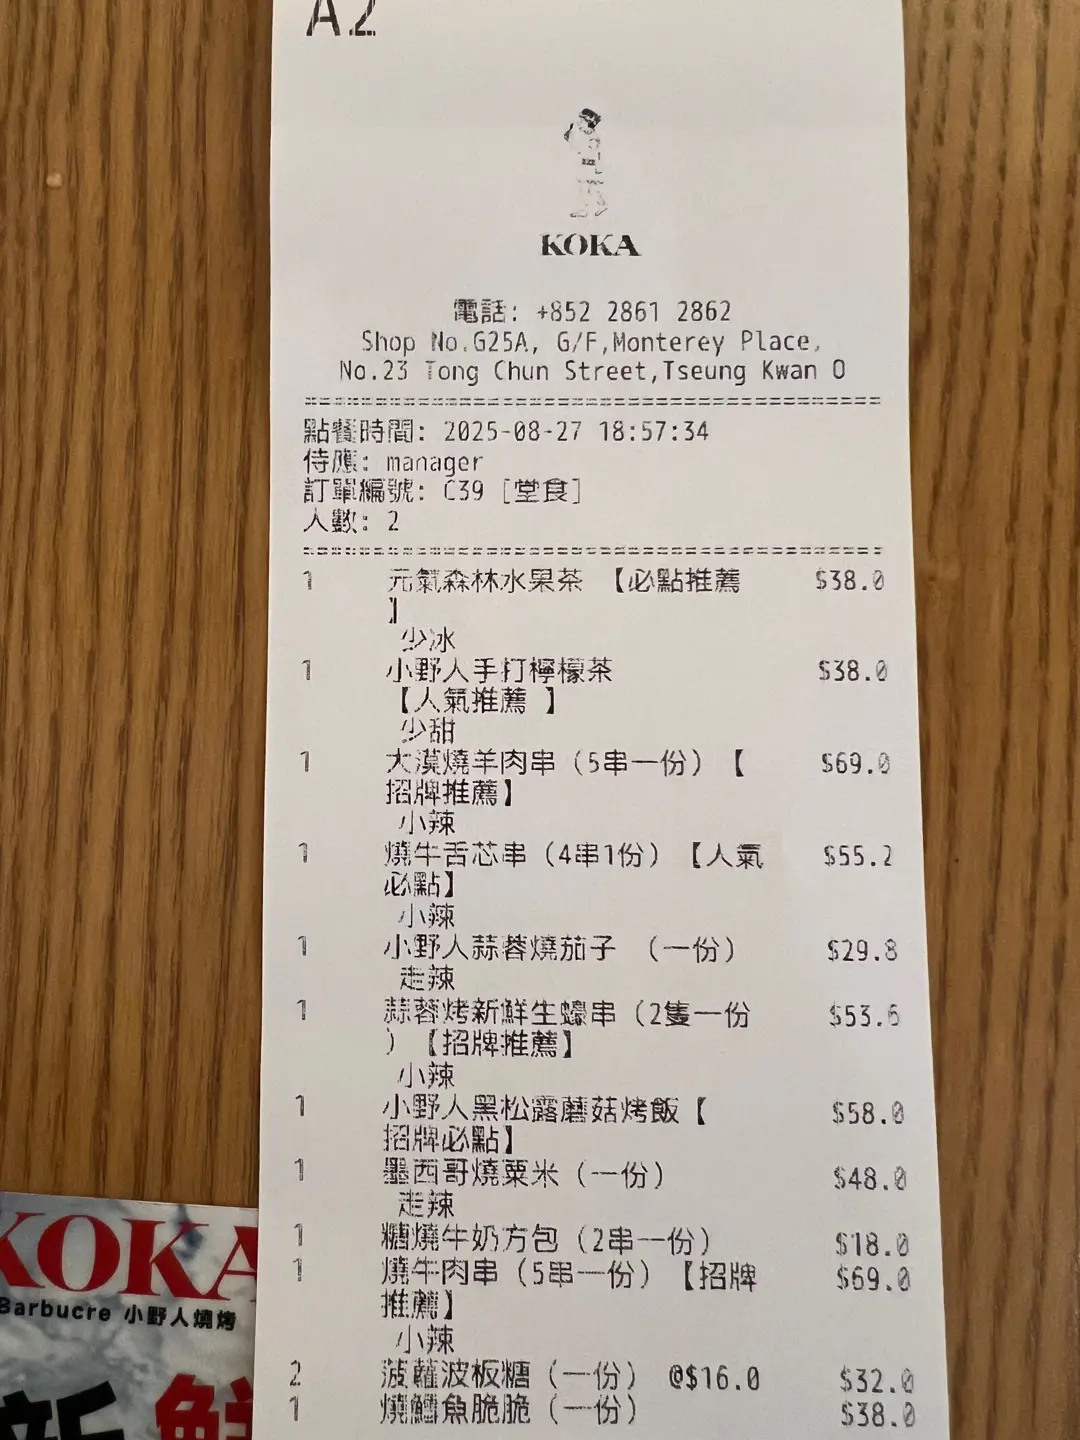 A2
KOKA
電話: +852 2861 2862
Shop No.G25A, G/F,Monterey Place,
No.23 Tong Chun Street,Tseung Kwan O
點餐時間: 2025-08-27 18:57:34
侍應: manager
訂單編號: C39 [堂食]
人數: 2
1 元氣森林水果茶 【必點推薦 $38.0
】
少冰
1 小野人手打檸檬茶 $38.0
【人氣推薦 】
少甜
1 大漠燒羊肉串 (5串一份) 【 $69.0
招牌推薦】
小辣
1 燒牛舌芯串 (4串1份) 【人氣 $55.2
必點】
小辣
1 小野人蒜蓉燒茄子 (一份) $29.8
走辣
1 蒜蓉烤新鮮生蠔串 (2隻一份 $53.6
) 【招牌推薦】
小辣
1 小野人黑松露蘑菇烤飯【 $58.0
招牌必點】
1 墨西哥燒粟米 (一份) $48.0
走辣
1 糖燒牛奶方包 (2串一份) $18.0
1 燒牛肉串 (5串一份) 【招牌 $69.0
推薦】
小辣
2 菠蘿波板糖 (一份) @$16.0 $32.0
1 燒鱈魚脆脆 (一份) $38.0
KOKA
Barbucre 小野人燒烤
新 鮮